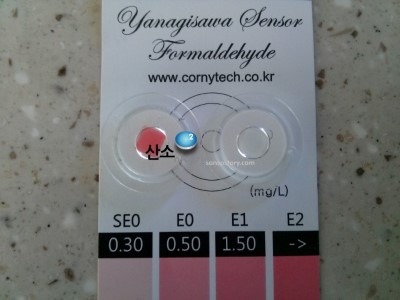 Yanagisawa Sensor
Formaldehyde
www.cornytech.co.kr
2
산소
(mg/L)
SE0 E0 E1 E2
0.30 0.50 1.50 ->